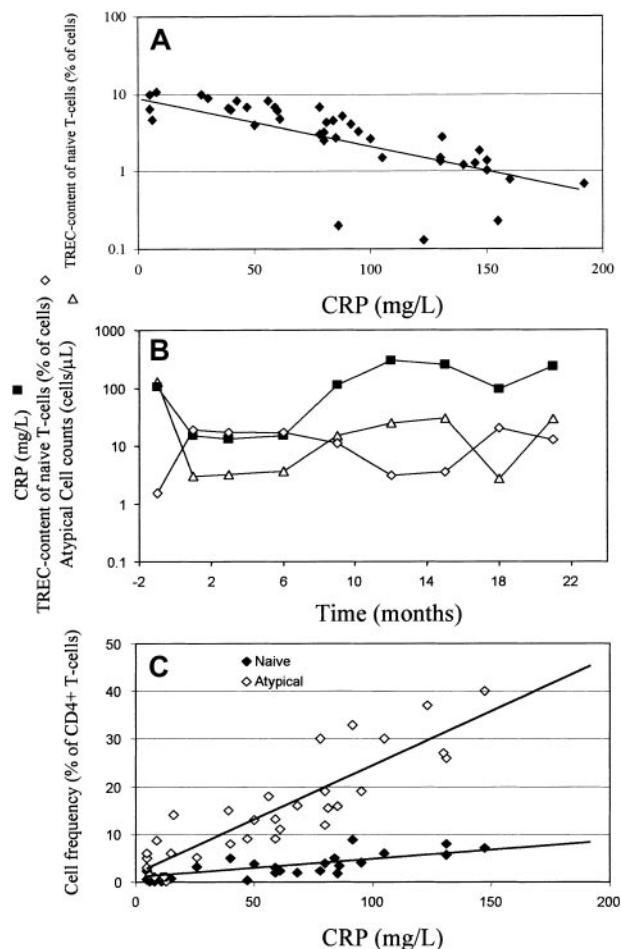 A
TREC-content of naive T-cells (% of cells)
100
10
1
0.1
0 50 100 150 200
CRP (mg/L)
B
CRP (mg/L) ■
TREC-content of naive T-cells (% of cells) ◇
Atypical Cell counts (cells/µL) △
1000
100
10
1
0.1
-2 2 6 10 14 18 22
Time (months)
C
◆ Naive
◇ Atypical
Cell frequency (% of CD4+ T-cells)
50
40
30
20
10
0
0 50 100 150 200
CRP (mg/L)